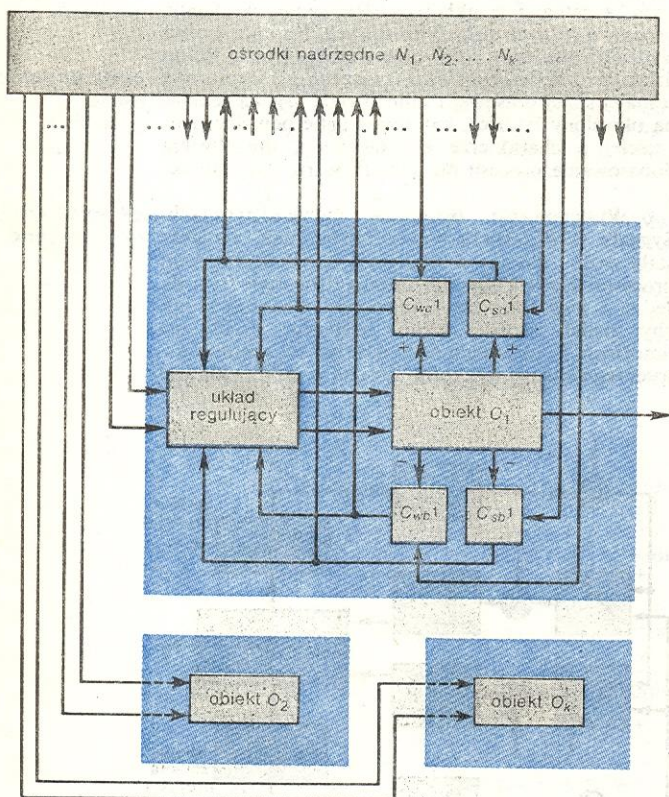 ośrodki nadrzędne N₁, N₂..... Nₖ
Cwa1
Csa1
+
+
układ
regulujący
obiekt O₁
−
−
Cwb1
Csb1
obiekt O₂
obiekt Oₖ